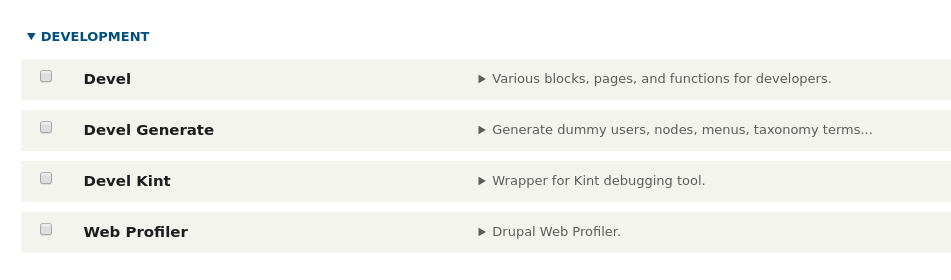 DEVELOPMENT
Devel Various blocks, pages, and functions for developers.
Devel Generate Generate dummy users, nodes, menus, taxonomy terms...
Devel Kint Wrapper for Kint debugging tool.
Web Profiler Drupal Web Profiler.